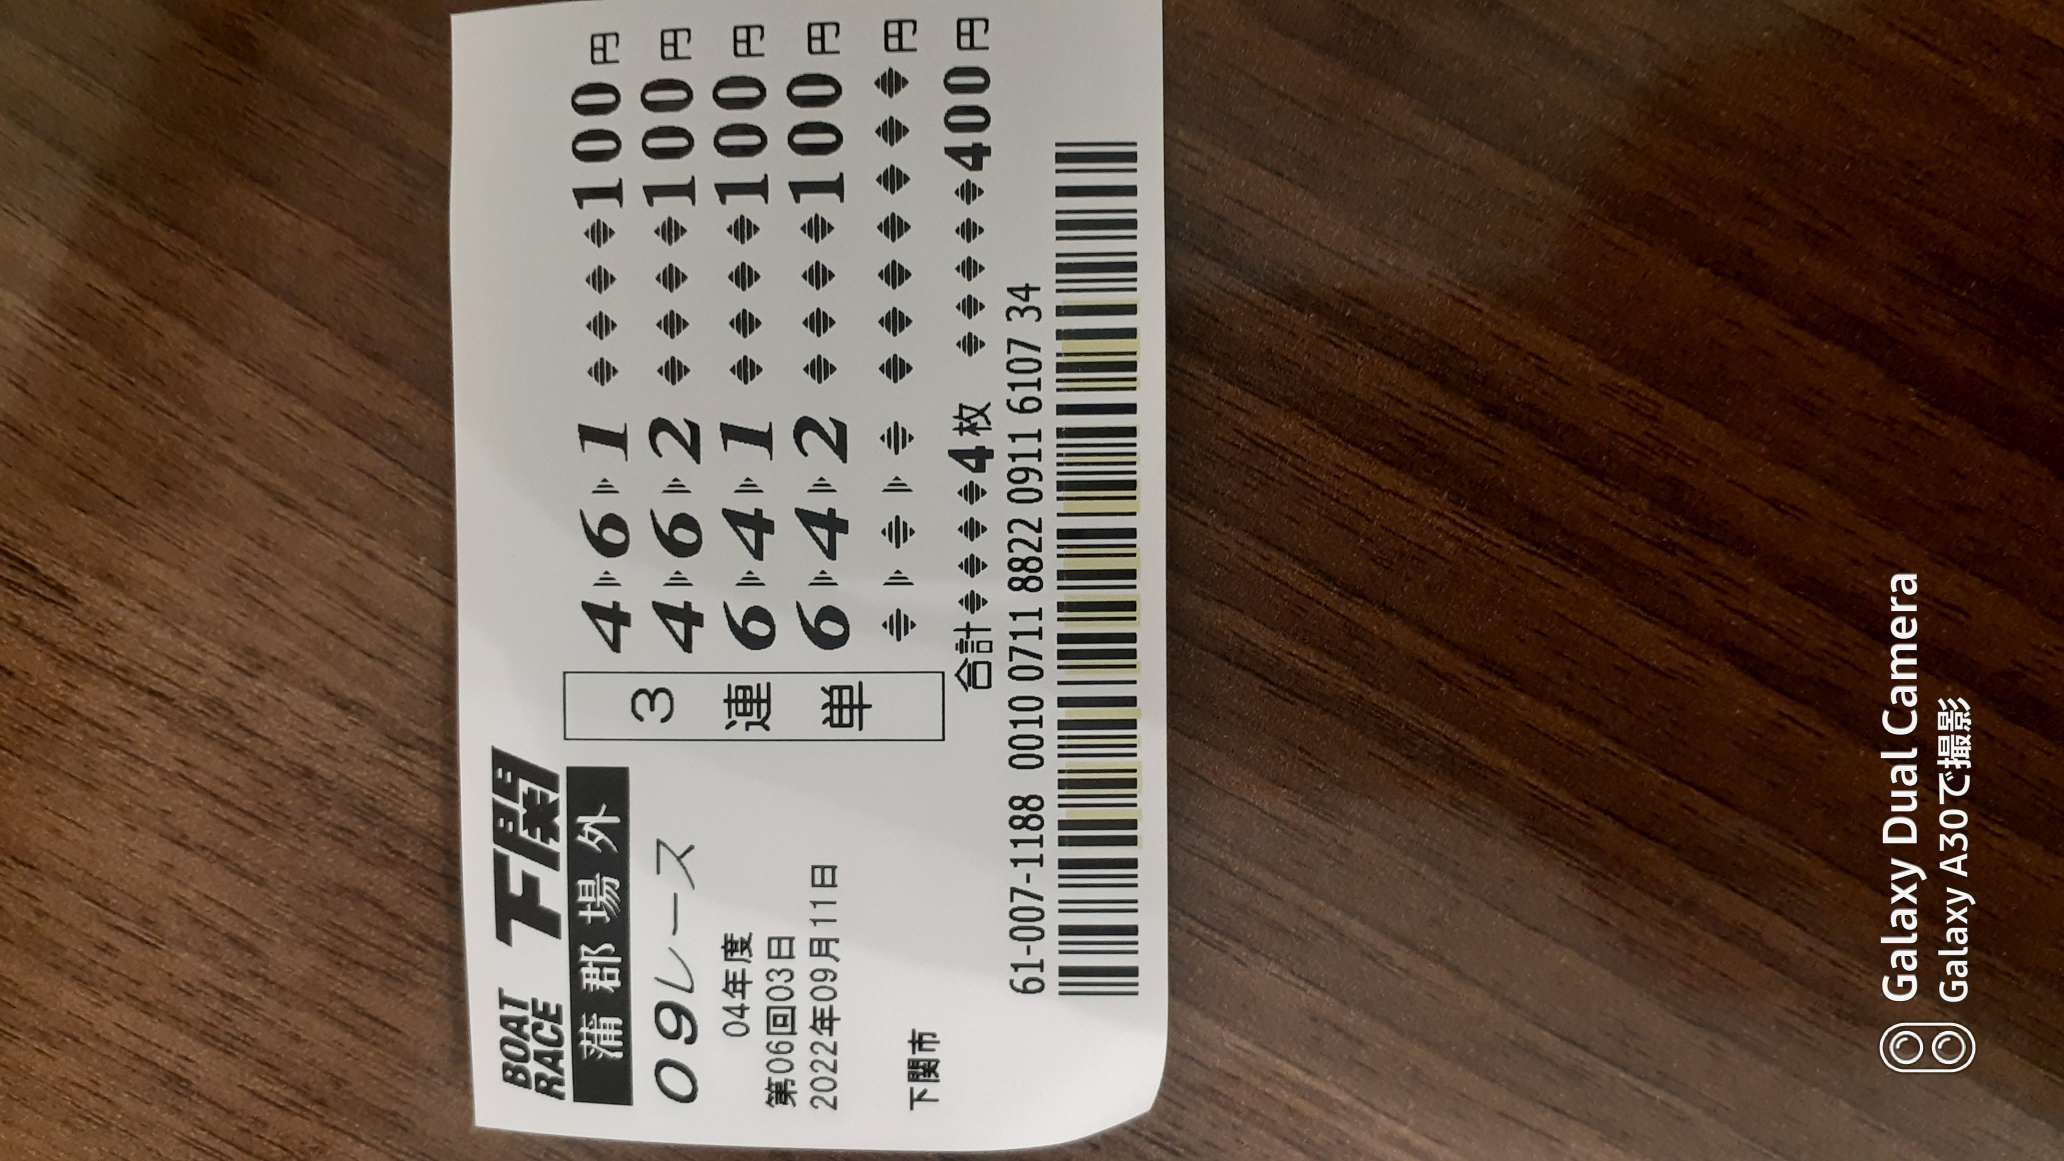 BOAT RACE 下関
蒲郡場外
09レース
04年度
第06回03日
2022年09月11日
下関市
3連単
4 6 1 100円
4 6 2 100円
6 4 1 100円
6 4 2 100円
円
合計 4枚 400円
61-007-1188 0010 0711 8822 0911 6107 34
Galaxy Dual Camera
Galaxy A30で撮影